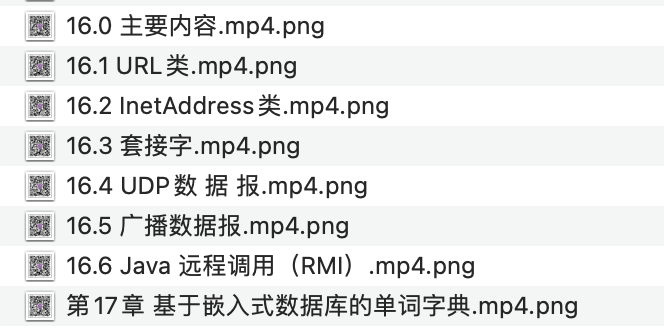 16.0 主要内容.mp4.png
16.1 URL类.mp4.png
16.2 InetAddress类.mp4.png
16.3 套接字.mp4.png
16.4 UDP数 据 报.mp4.png
16.5 广播数据报.mp4.png
16.6 Java 远程调用（RMI）.mp4.png
第17章 基于嵌入式数据库的单词字典.mp4.png